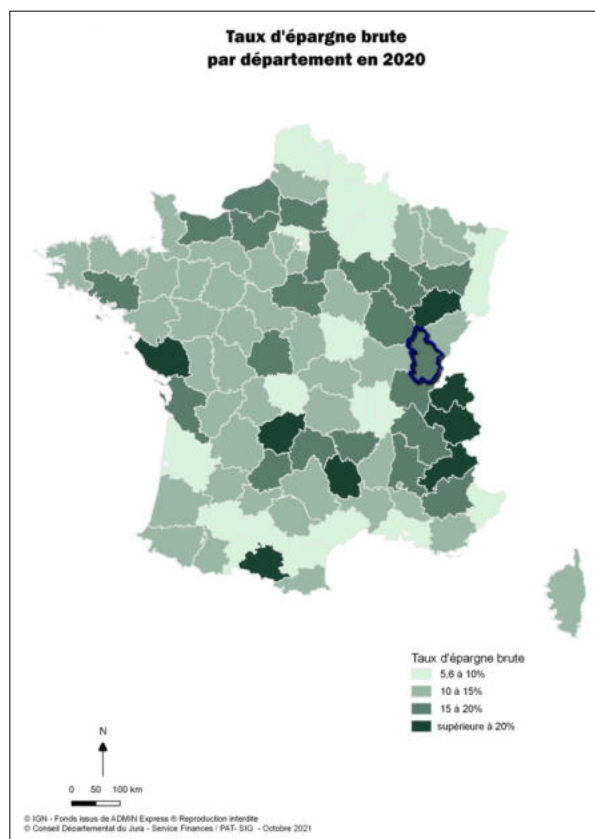 Taux d'épargne brute
par département en 2020
Taux d'épargne brute
5,6 à 10%
10 à 15%
15 à 20%
supérieure à 20%
N
0 50 100 km
© IGN - Fonds issus de ADMIN Express ® Reproduction interdite
© Conseil Départemental du Jura - Service Finances / PAT- SIG - Octobre 2021